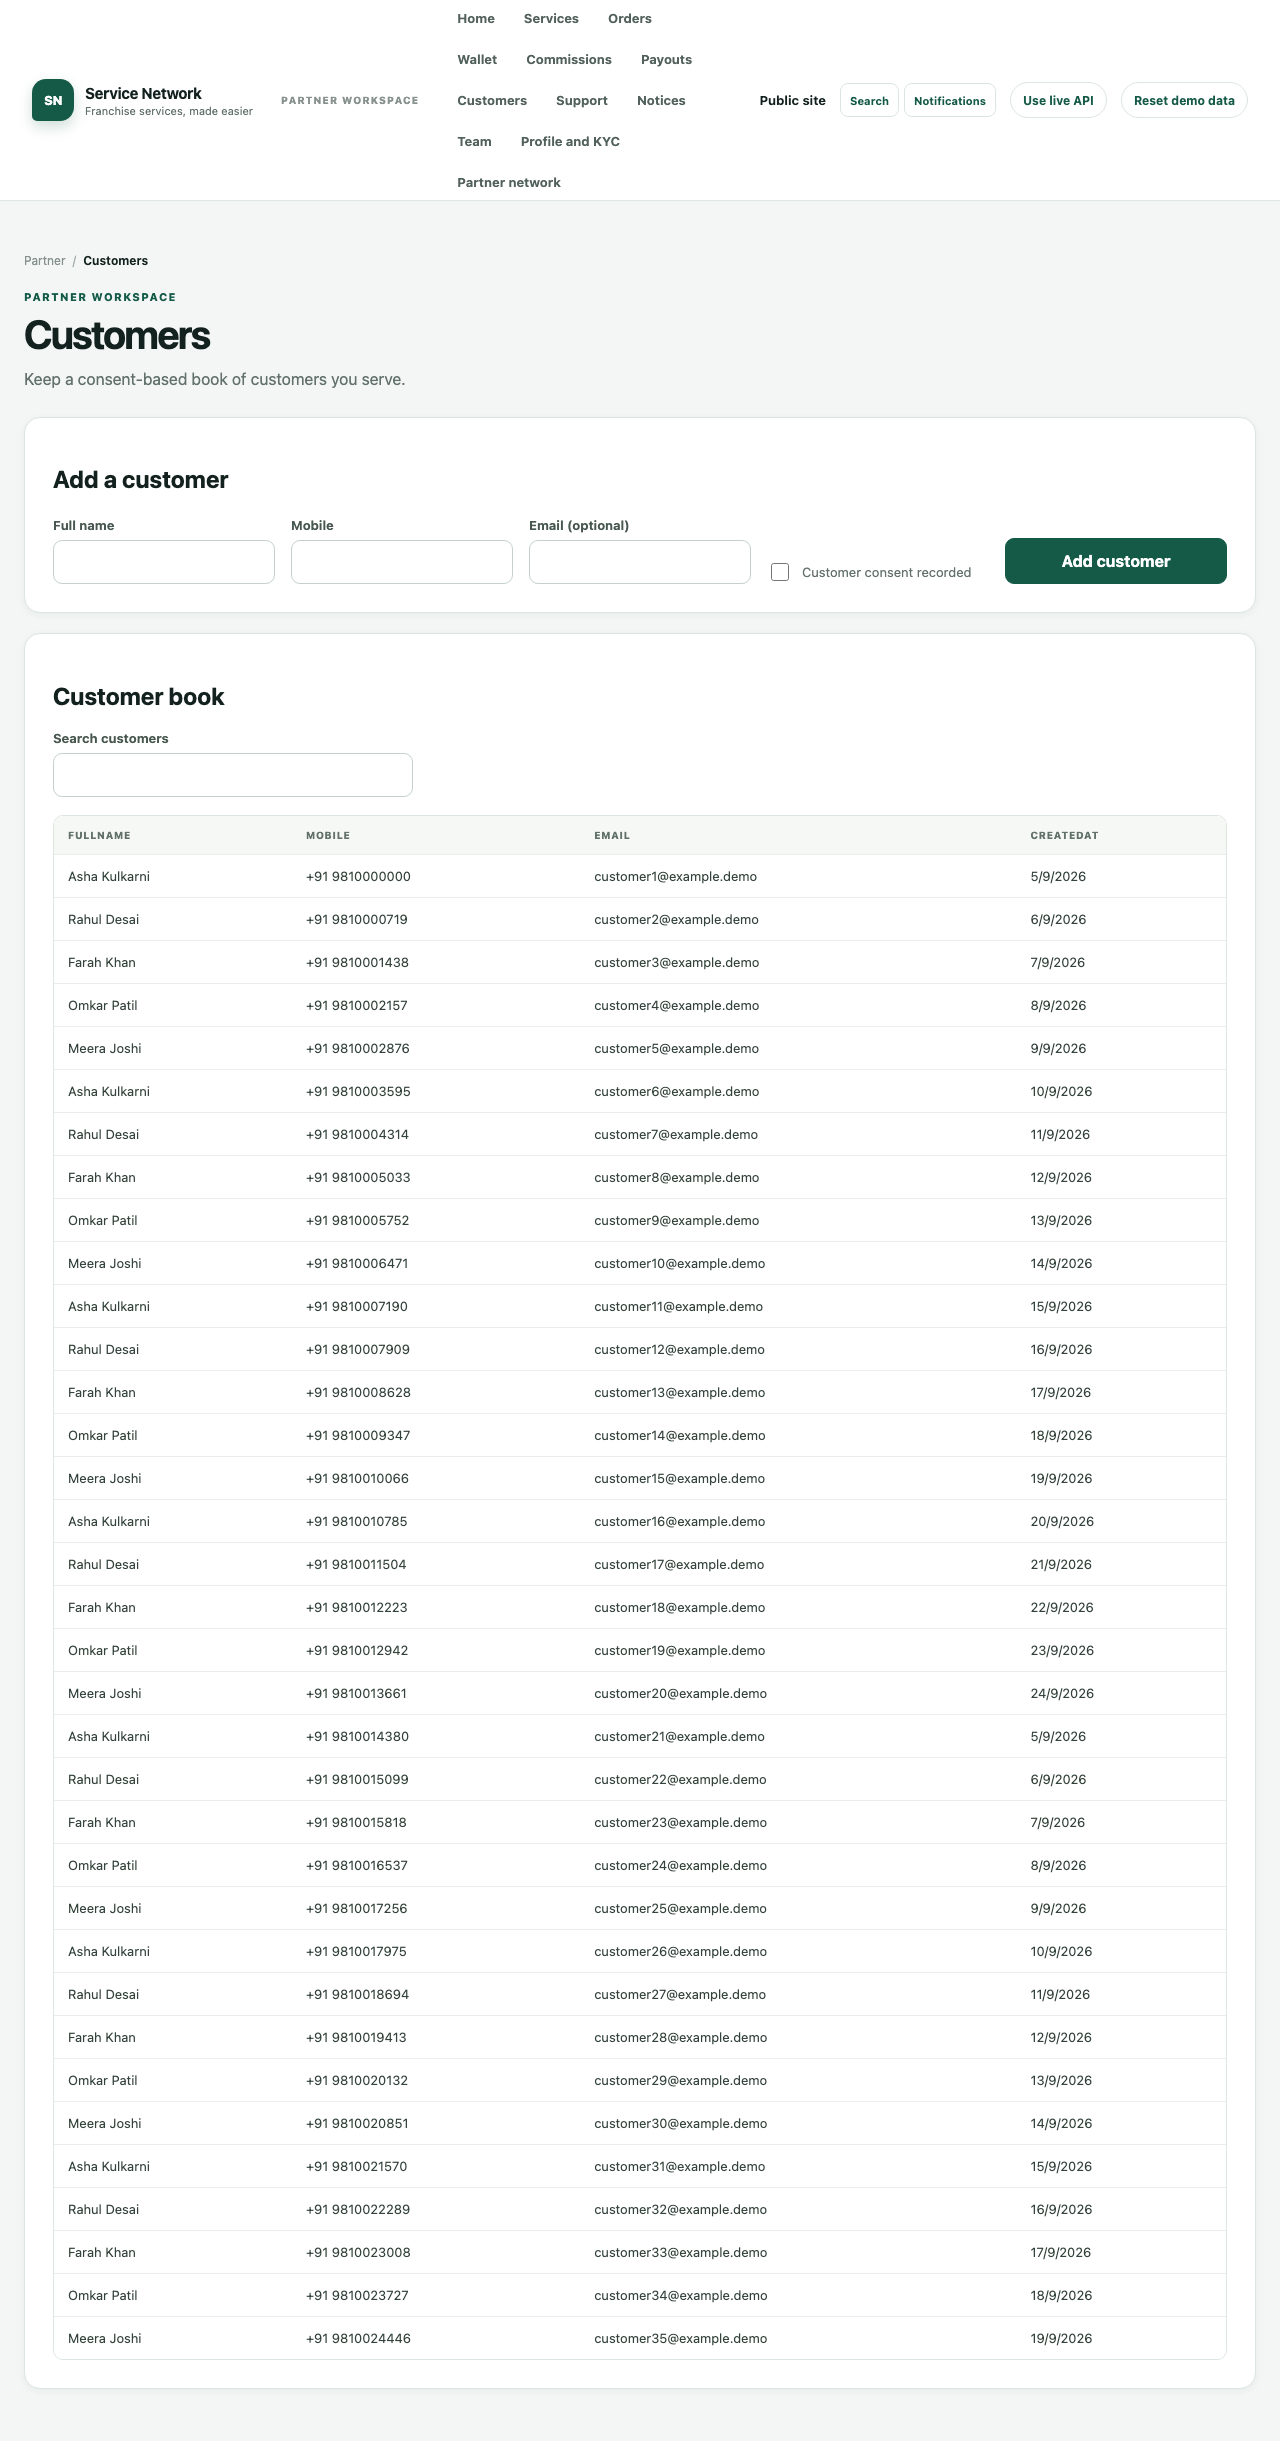 Home Services Orders
Wallet Commissions Payouts
SN Service Network
Franchise services, made easier
PARTNER WORKSPACE
Customers Support Notices
Public site Search Notifications Use live API Reset demo data
Team Profile and KYC
Partner network
Partner / Customers
PARTNER WORKSPACE
Customers
Keep a consent-based book of customers you serve.
Add a customer
Full name Mobile Email (optional)
Customer consent recorded Add customer
Customer book
Search customers
FULLNAME MOBILE EMAIL CREATEDAT
Asha Kulkarni +91 9810000000 customer1@example.demo 5/9/2026
Rahul Desai +91 9810000719 customer2@example.demo 6/9/2026
Farah Khan +91 9810001438 customer3@example.demo 7/9/2026
Omkar Patil +91 9810002157 customer4@example.demo 8/9/2026
Meera Joshi +91 9810002876 customer5@example.demo 9/9/2026
Asha Kulkarni +91 9810003595 customer6@example.demo 10/9/2026
Rahul Desai +91 9810004314 customer7@example.demo 11/9/2026
Farah Khan +91 9810005033 customer8@example.demo 12/9/2026
Omkar Patil +91 9810005752 customer9@example.demo 13/9/2026
Meera Joshi +91 9810006471 customer10@example.demo 14/9/2026
Asha Kulkarni +91 9810007190 customer11@example.demo 15/9/2026
Rahul Desai +91 9810007909 customer12@example.demo 16/9/2026
Farah Khan +91 9810008628 customer13@example.demo 17/9/2026
Omkar Patil +91 9810009347 customer14@example.demo 18/9/2026
Meera Joshi +91 9810010066 customer15@example.demo 19/9/2026
Asha Kulkarni +91 9810010785 customer16@example.demo 20/9/2026
Rahul Desai +91 9810011504 customer17@example.demo 21/9/2026
Farah Khan +91 9810012223 customer18@example.demo 22/9/2026
Omkar Patil +91 9810012942 customer19@example.demo 23/9/2026
Meera Joshi +91 9810013661 customer20@example.demo 24/9/2026
Asha Kulkarni +91 9810014380 customer21@example.demo 5/9/2026
Rahul Desai +91 9810015099 customer22@example.demo 6/9/2026
Farah Khan +91 9810015818 customer23@example.demo 7/9/2026
Omkar Patil +91 9810016537 customer24@example.demo 8/9/2026
Meera Joshi +91 9810017256 customer25@example.demo 9/9/2026
Asha Kulkarni +91 9810017975 customer26@example.demo 10/9/2026
Rahul Desai +91 9810018694 customer27@example.demo 11/9/2026
Farah Khan +91 9810019413 customer28@example.demo 12/9/2026
Omkar Patil +91 9810020132 customer29@example.demo 13/9/2026
Meera Joshi +91 9810020851 customer30@example.demo 14/9/2026
Asha Kulkarni +91 9810021570 customer31@example.demo 15/9/2026
Rahul Desai +91 9810022289 customer32@example.demo 16/9/2026
Farah Khan +91 9810023008 customer33@example.demo 17/9/2026
Omkar Patil +91 9810023727 customer34@example.demo 18/9/2026
Meera Joshi +91 9810024446 customer35@example.demo 19/9/2026